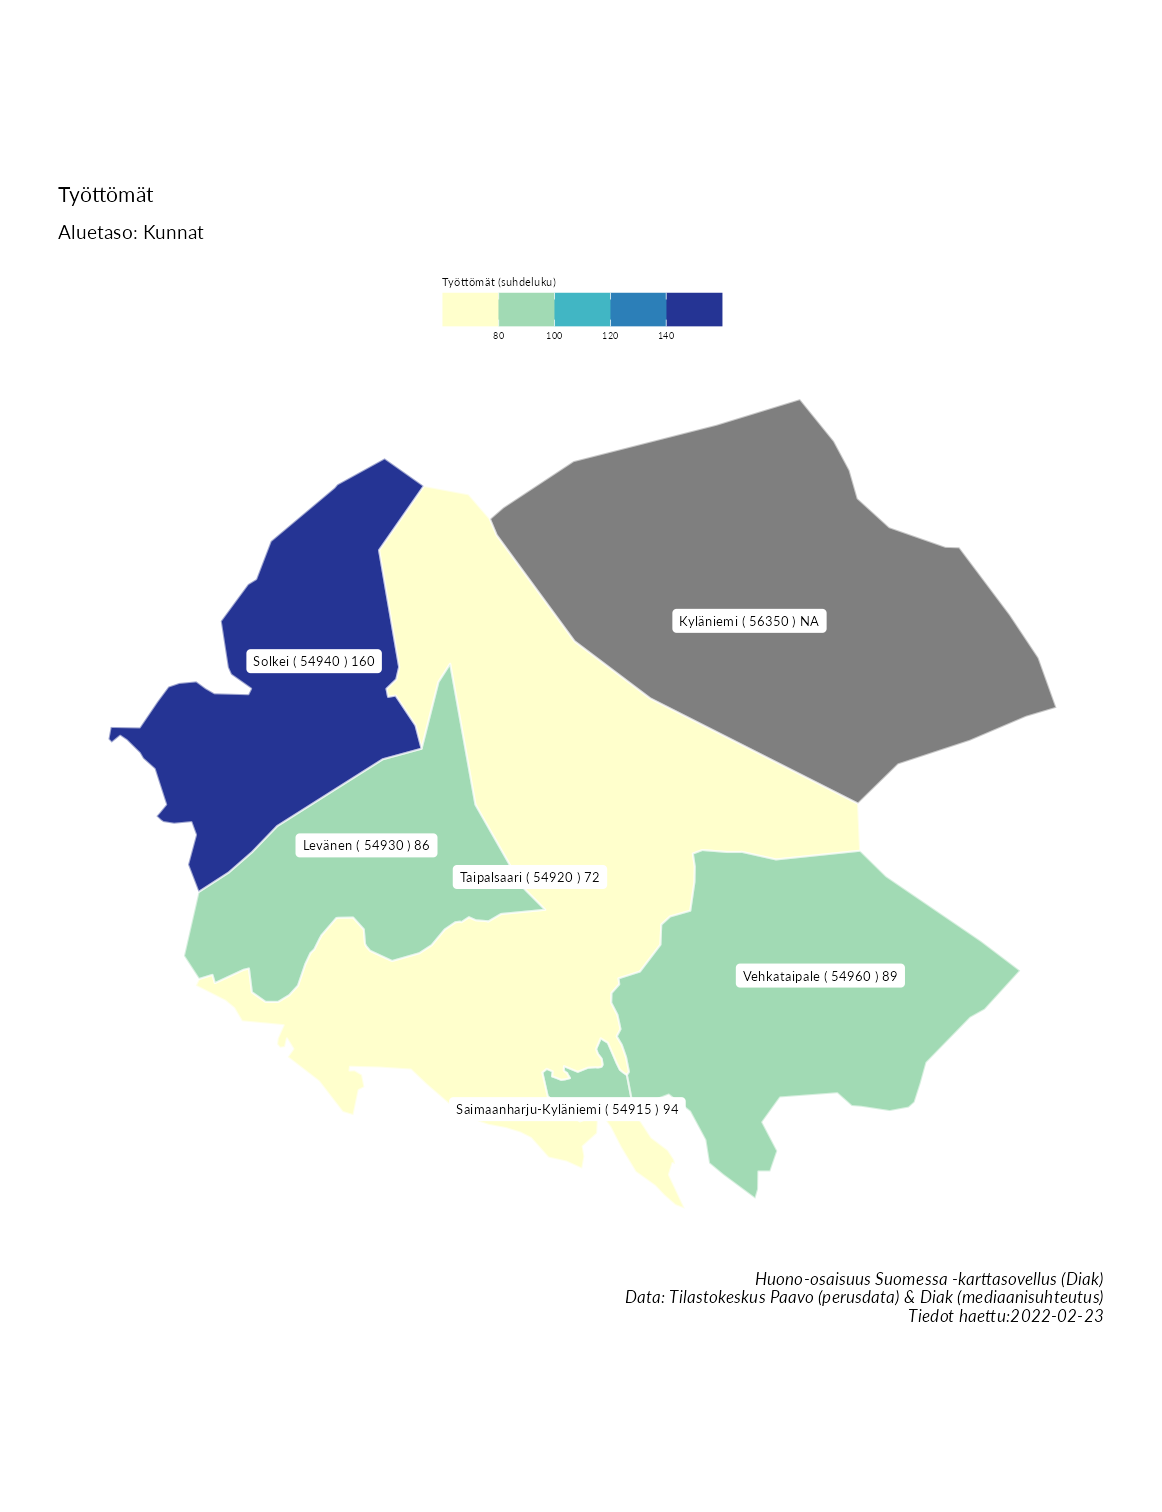 Työttömät
Aluetaso: Kunnat
Työttömät (suhdeluku)
80 100 120 140
Kyläniemi ( 56350 ) NA
Solkei ( 54940 ) 160
Levänen ( 54930 ) 86
Taipalsaari ( 54920 ) 72
Vehkataipale ( 54960 ) 89
Saimaanharju-Kyläniemi ( 54915 ) 94
Huono-osaisuus Suomessa -karttasovellus (Diak)
Data: Tilastokeskus Paavo (perusdata) & Diak (mediaanisuhteutus)
Tiedot haettu:2022-02-23